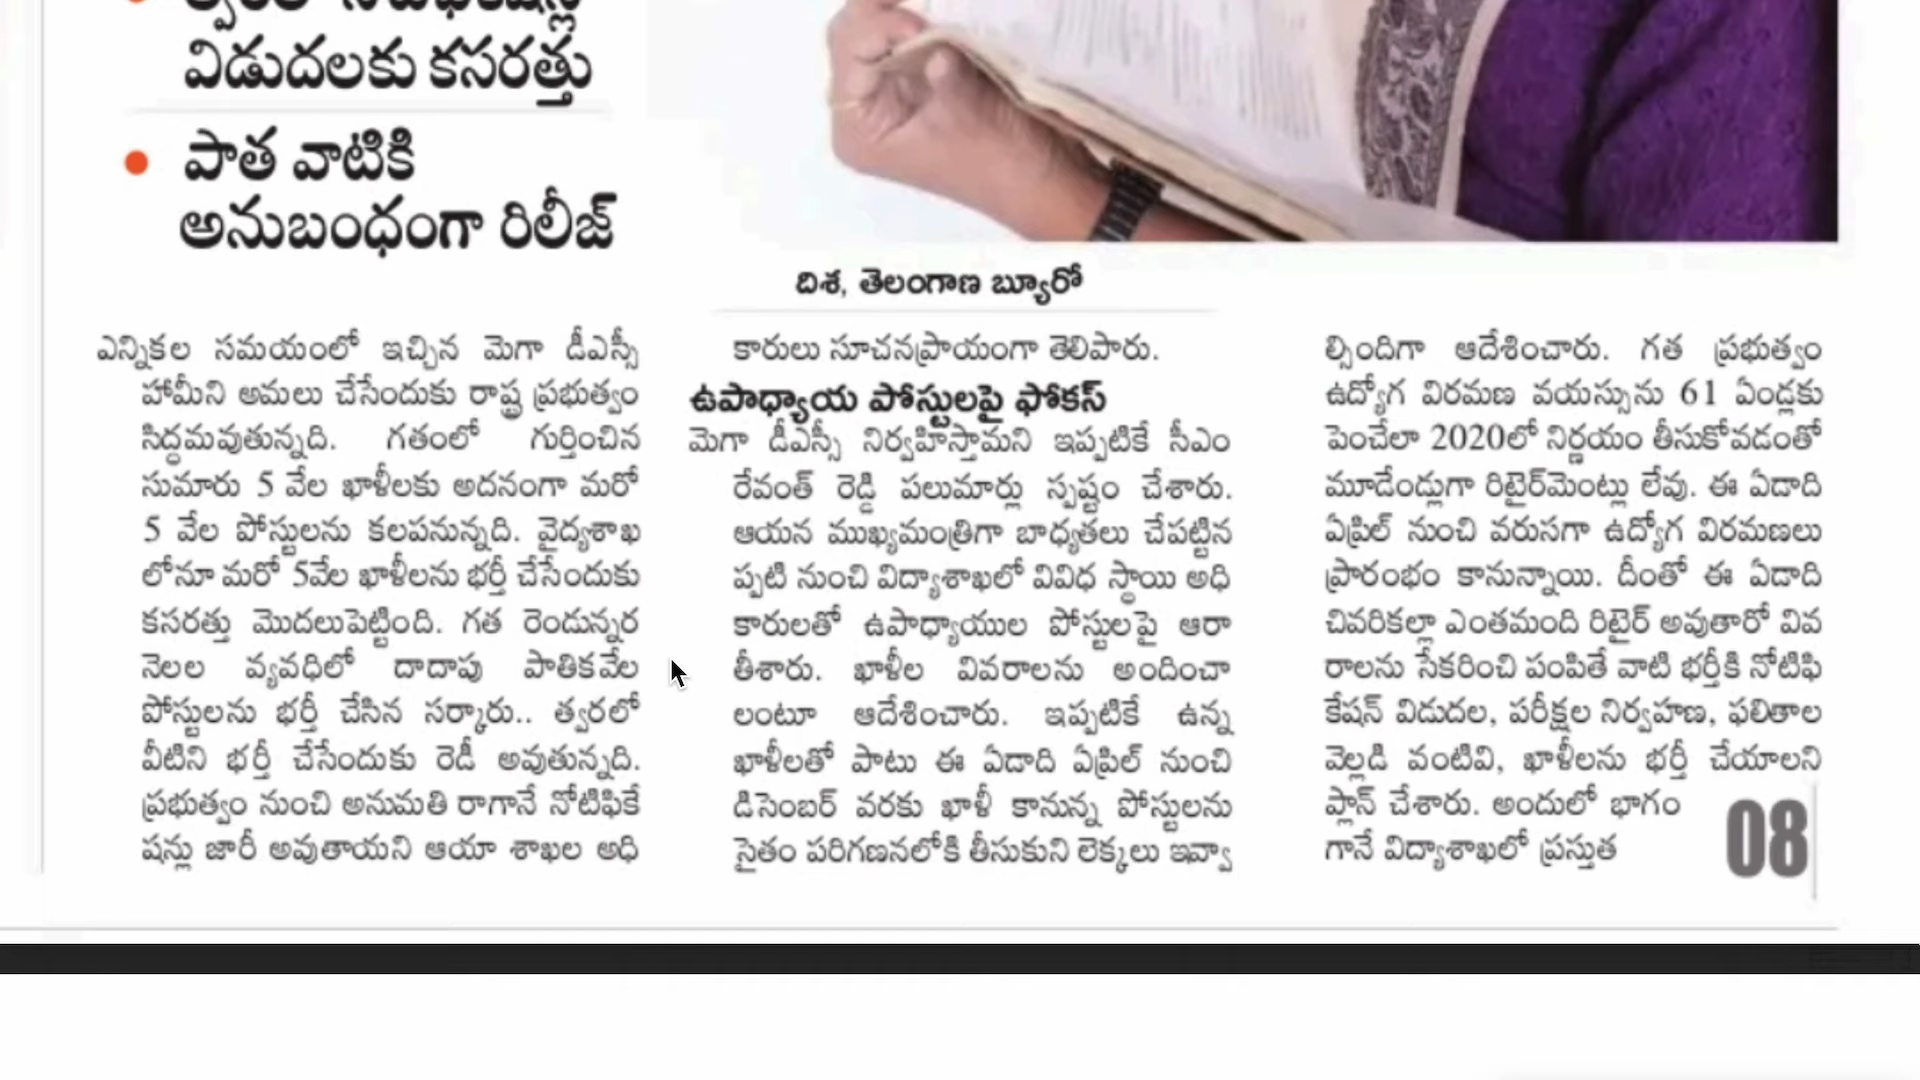 త్వరలో నోటిఫికేషన్ల
విడుదలకు కసరత్తు
పాత వాటికి
అనుబంధంగా రిలీజ్
దిశ, తెలంగాణ బ్యూరో
ఎన్నికల సమయంలో ఇచ్చిన మెగా డీఎస్సీ
హామీని అమలు చేసేందుకు రాష్ట్ర ప్రభుత్వం
సిద్ధమవుతున్నది. గతంలో గుర్తించిన
సుమారు 5 వేల ఖాళీలకు అదనంగా మరో
5 వేల పోస్టులను కలపనున్నది. వైద్యశాఖ
లోనూ మరో 5వేల ఖాళీలను భర్తీ చేసేందుకు
కసరత్తు మొదలుపెట్టింది. గత రెండున్నర
నెలల వ్యవధిలో దాదాపు పాతికవేల
పోస్టులను భర్తీ చేసిన సర్కారు.. త్వరలో
వీటిని భర్తీ చేసేందుకు రెడీ అవుతున్నది.
ప్రభుత్వం నుంచి అనుమతి రాగానే నోటిఫికే
షన్లు జారీ అవుతాయని ఆయా శాఖల అధి
కారులు సూచనప్రాయంగా తెలిపారు.
ఉపాధ్యాయ పోస్టులపై ఫోకస్
మెగా డీఎస్సీ నిర్వహిస్తామని ఇప్పటికే సీఎం
రేవంత్ రెడ్డి పలుమార్లు స్పష్టం చేశారు.
ఆయన ముఖ్యమంత్రిగా బాధ్యతలు చేపట్టిన
ప్పటి నుంచి విద్యాశాఖలో వివిధ స్థాయి అధి
కారులతో ఉపాధ్యాయుల పోస్టులపై ఆరా
తీశారు. ఖాళీల వివరాలను అందించా
లంటూ ఆదేశించారు. ఇప్పటికే ఉన్న
ఖాళీలతో పాటు ఈ ఏడాది ఏప్రిల్ నుంచి
డిసెంబర్ వరకు ఖాళీ కానున్న పోస్టులను
సైతం పరిగణనలోకి తీసుకుని లెక్కలు ఇవ్వా
ల్సిందిగా ఆదేశించారు. గత ప్రభుత్వం
ఉద్యోగ విరమణ వయస్సును 61 ఏండ్లకు
పెంచేలా 2020లో నిర్ణయం తీసుకోవడంతో
మూడేండ్లుగా రిటైర్‌మెంట్లు లేవు. ఈ ఏడాది
ఏప్రిల్ నుంచి వరుసగా ఉద్యోగ విరమణలు
ప్రారంభం కానున్నాయి. దీంతో ఈ ఏడాది
చివరికల్లా ఎంతమంది రిటైర్ అవుతారో వివ
రాలను సేకరించి పంపితే వాటి భర్తీకి నోటిఫి
కేషన్ విడుదల, పరీక్షల నిర్వహణ, ఫలితాల
వెల్లడి వంటివి, ఖాళీలను భర్తీ చేయాలని
ప్లాన్ చేశారు. అందులో భాగం
గానే విద్యాశాఖలో ప్రస్తుత
08